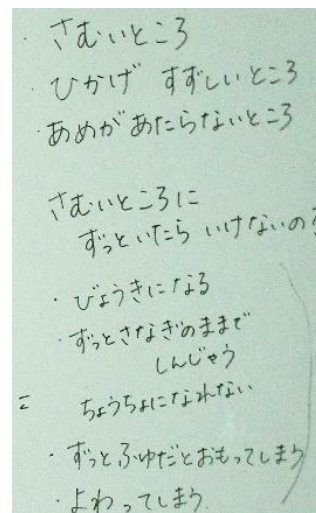 ・さむいところ
・ひかげ すずしいところ
・あめがあたらないところ
さむいところに
ずっといたら いけないの
・びょうきになる
・ずっとさなぎのままで
しんじゃう
= ちょうちょになれない
・ずっとふゆだとおもってしまう
・よわってしまう